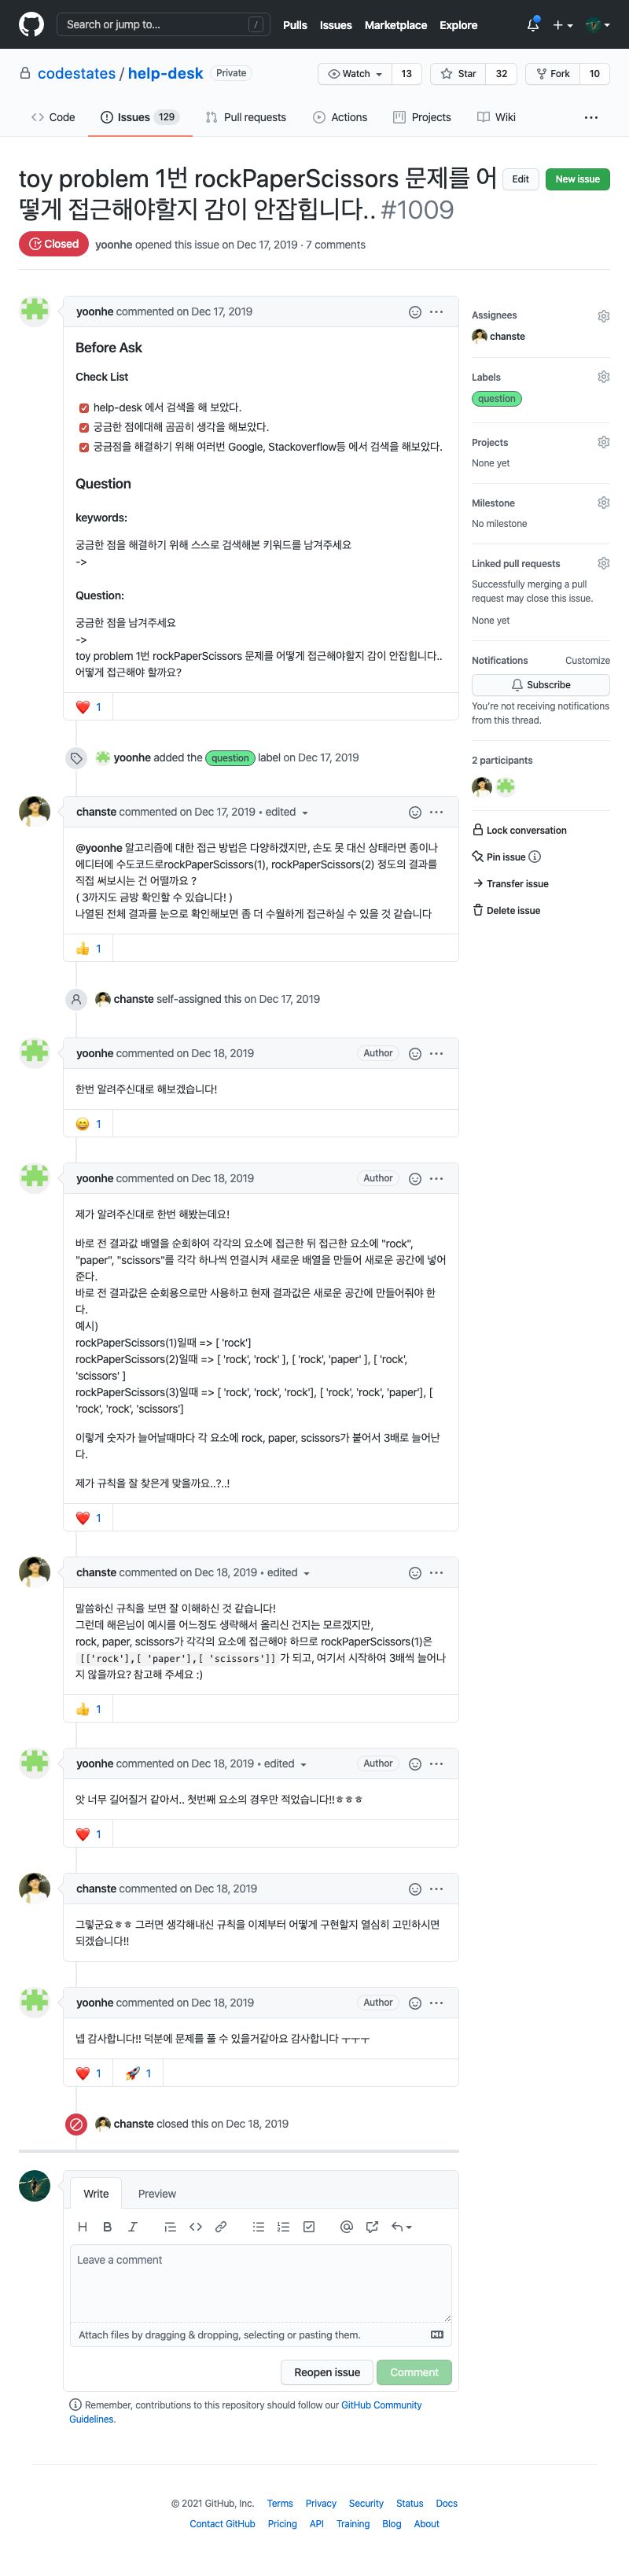 Search or jump to...
/
Pulls Issues Marketplace Explore
codestates / help-desk Private
Watch 13 Star 32 Fork 10
Code Issues 129 Pull requests Actions Projects Wiki
toy problem 1번 rockPaperScissors 문제를 어
떻게 접근해야할지 감이 안잡힙니다.. #1009
Edit New issue
Closed yoonhe opened this issue on Dec 17, 2019 · 7 comments
yoonhe commented on Dec 17, 2019
Before Ask
Check List
help-desk 에서 검색을 해 보았다.
궁금한 점에대해 곰곰히 생각을 해보았다.
궁금점을 해결하기 위해 여러번 Google, Stackoverflow등 에서 검색을 해보았다.
Question
keywords:
궁금한 점을 해결하기 위해 스스로 검색해본 키워드를 남겨주세요
->
Question:
궁금한 점을 남겨주세요
->
toy problem 1번 rockPaperScissors 문제를 어떻게 접근해야할지 감이 안잡힙니다..
어떻게 접근해야 할까요?
1
yoonhe added the question label on Dec 17, 2019
chanste commented on Dec 17, 2019 • edited
@yoonhe 알고리즘에 대한 접근 방법은 다양하겠지만, 손도 못 대신 상태라면 종이나
에디터에 수도코드로rockPaperScissors(1), rockPaperScissors(2) 정도의 결과를
직접 써보시는 건 어떨까요 ?
( 3까지도 금방 확인할 수 있습니다! )
나열된 전체 결과를 눈으로 확인해보면 좀 더 수월하게 접근하실 수 있을 것 같습니다
1
chanste self-assigned this on Dec 17, 2019
yoonhe commented on Dec 18, 2019 Author
한번 알려주신대로 해보겠습니다!
1
yoonhe commented on Dec 18, 2019 Author
제가 알려주신대로 한번 해봤는데요!
바로 전 결과값 배열을 순회하여 각각의 요소에 접근한 뒤 접근한 요소에 "rock",
"paper", "scissors"를 각각 하나씩 연결시켜 새로운 배열을 만들어 새로운 공간에 넣어
준다.
바로 전 결과값은 순회용으로만 사용하고 현재 결과값은 새로운 공간에 만들어줘야 한
다.
예시)
rockPaperScissors(1)일때 => [ 'rock']
rockPaperScissors(2)일때 => [ 'rock', 'rock' ], [ 'rock', 'paper' ], [ 'rock',
'scissors' ]
rockPaperScissors(3)일때 => [ 'rock', 'rock', 'rock'], [ 'rock', 'rock', 'paper'], [
'rock', 'rock', 'scissors']
이렇게 숫자가 늘어날때마다 각 요소에 rock, paper, scissors가 붙어서 3배로 늘어난
다.
제가 규칙을 잘 찾은게 맞을까요..?..!
1
chanste commented on Dec 18, 2019 • edited
말씀하신 규칙을 보면 잘 이해하신 것 같습니다!
그런데 해은님이 예시를 어느정도 생략해서 올리신 건지는 모르겠지만,
rock, paper, scissors가 각각의 요소에 접근해야 하므로 rockPaperScissors(1)은
[['rock'],[ 'paper'],[ 'scissors']] 가 되고, 여기서 시작하여 3배씩 늘어나
지 않을까요? 참고해 주세요 :)
1
yoonhe commented on Dec 18, 2019 • edited Author
앗 너무 길어질거 같아서.. 첫번째 요소의 경우만 적었습니다!!ㅎㅎㅎ
1
chanste commented on Dec 18, 2019
그렇군요ㅎㅎ 그러면 생각해내신 규칙을 이제부터 어떻게 구현할지 열심히 고민하시면
되겠습니다!!
yoonhe commented on Dec 18, 2019 Author
넵 감사합니다!! 덕분에 문제를 풀 수 있을거같아요 감사합니다 ㅜㅜㅜ
1 1
chanste closed this on Dec 18, 2019
Write Preview
Leave a comment
Attach files by dragging & dropping, selecting or pasting them.
Reopen issue Comment
Remember, contributions to this repository should follow our GitHub Community
Guidelines.
Assignees
chanste
Labels
question
Projects
None yet
Milestone
No milestone
Linked pull requests
Successfully merging a pull
request may close this issue.
None yet
Notifications Customize
Subscribe
You're not receiving notifications
from this thread.
2 participants
Lock conversation
Pin issue
Transfer issue
Delete issue
© 2021 GitHub, Inc. Terms Privacy Security Status Docs
Contact GitHub Pricing API Training Blog About